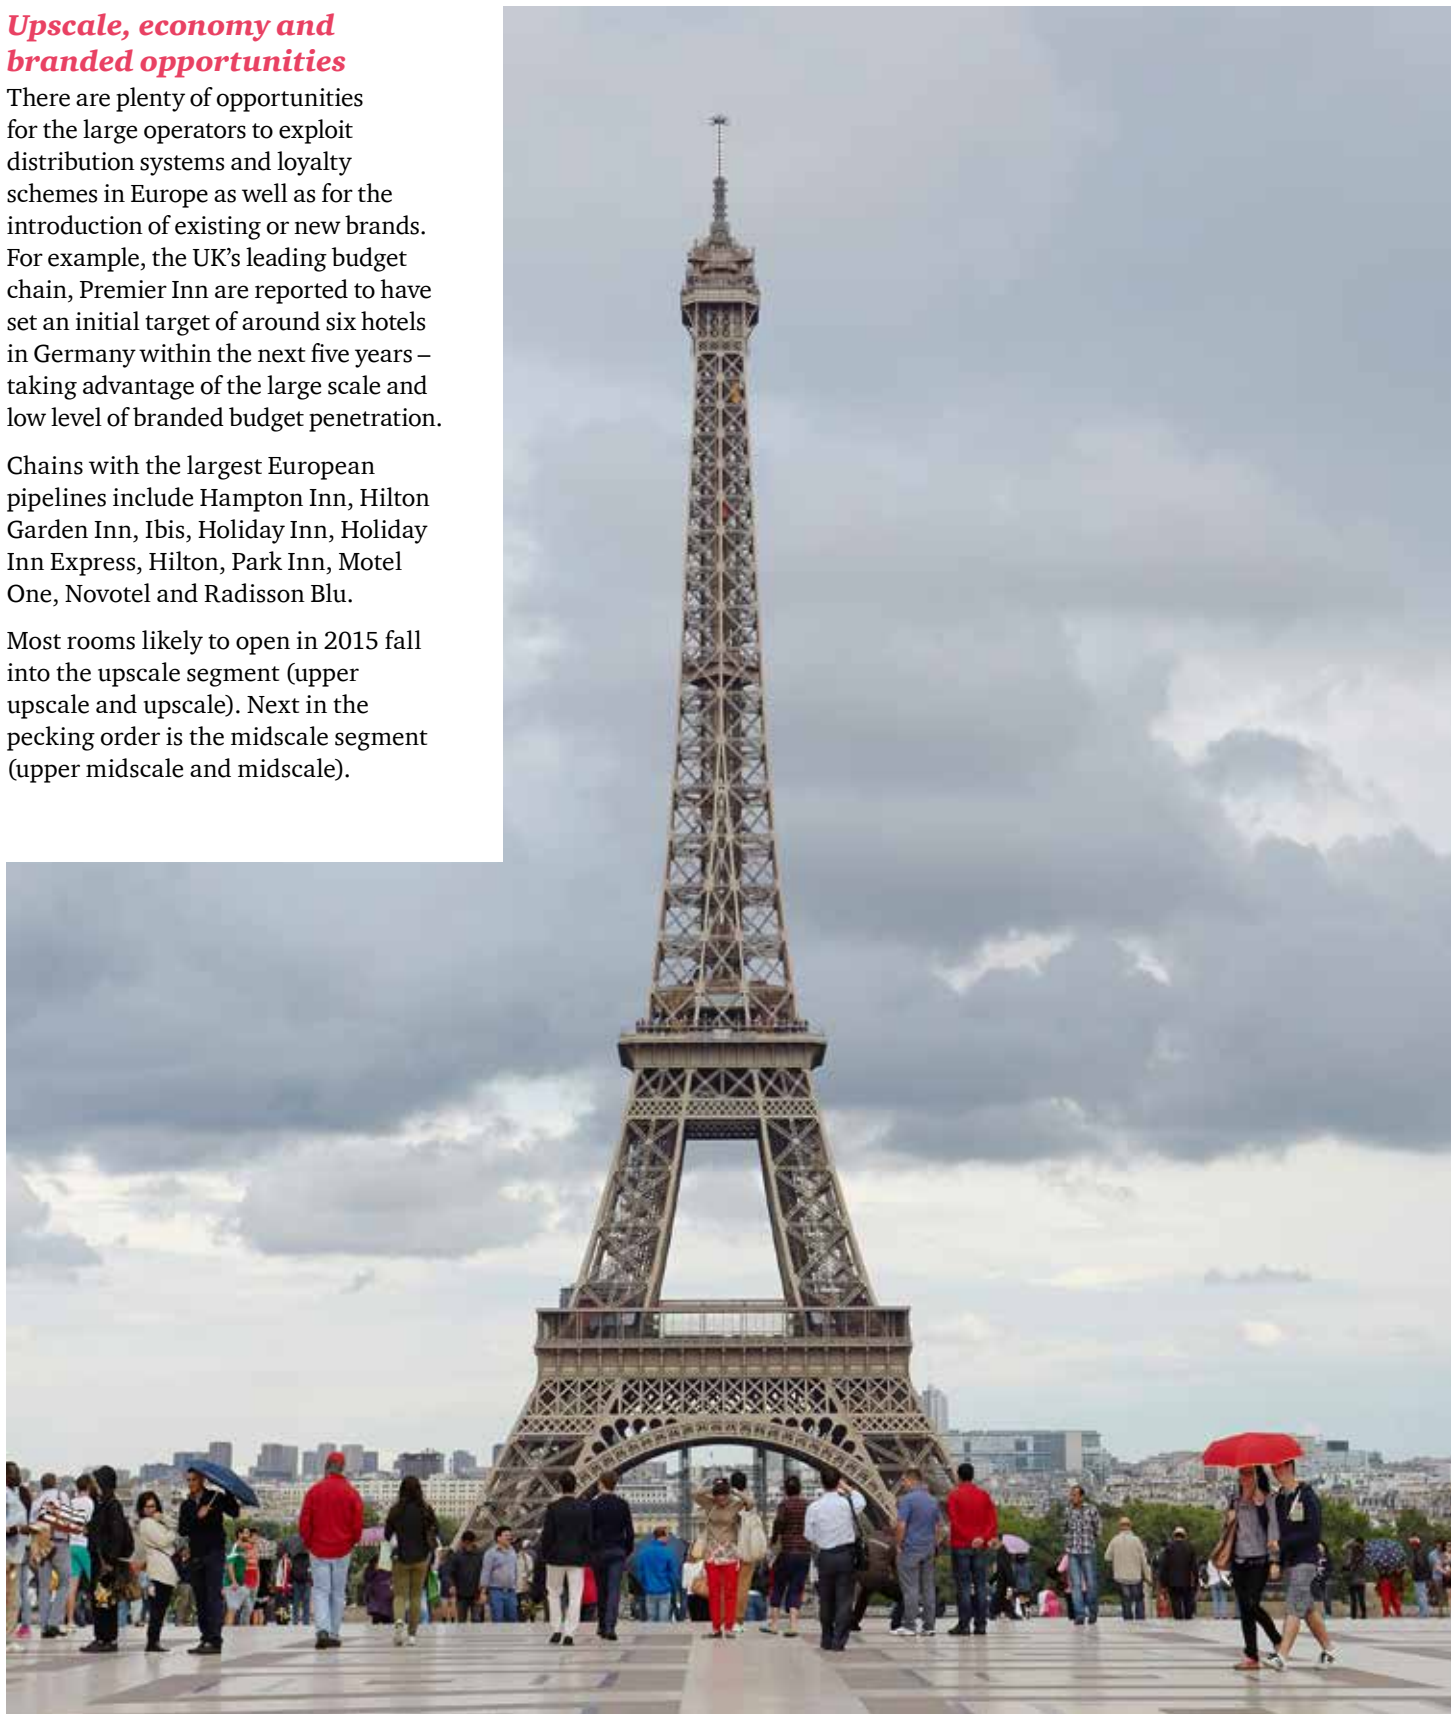 Upscale, economy and
branded opportunities
There are plenty of opportunities
for the large operators to exploit
distribution systems and loyalty
schemes in Europe as well as for the
introduction of existing or new brands.
For example, the UK’s leading budget
chain, Premier Inn are reported to have
set an initial target of around six hotels
in Germany within the next five years –
taking advantage of the large scale and
low level of branded budget penetration.
Chains with the largest European
pipelines include Hampton Inn, Hilton
Garden Inn, Ibis, Holiday Inn, Holiday
Inn Express, Hilton, Park Inn, Motel
One, Novotel and Radisson Blu.
Most rooms likely to open in 2015 fall
into the upscale segment (upper
upscale and upscale). Next in the
pecking order is the midscale segment
(upper midscale and midscale).